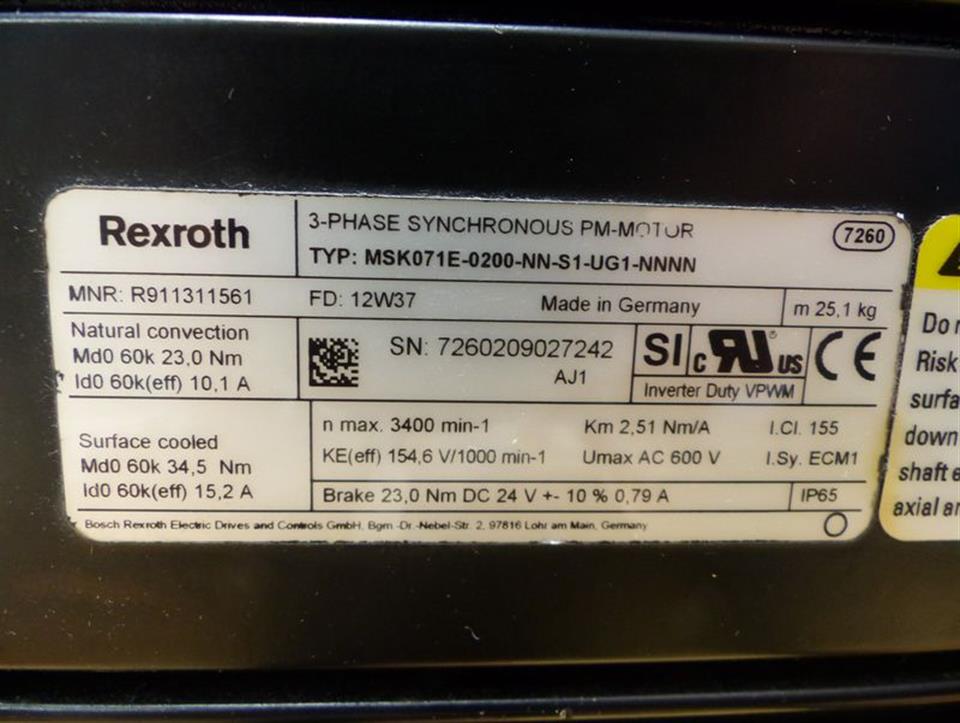 Rexroth
3-PHASE SYNCHRONOUS PM-MOTOR
7260
TYP: MSK071E-0200-NN-S1-UG1-NNNN
MNR: R911311561
FD: 12W37
Made in Germany
m 25,1 kg
Natural convection
Md0 60k 23,0 Nm
Id0 60k(eff) 10,1 A
SN: 7260209027242
AJ1
SI
c RU US
CE
Inverter Duty VPWM
Surface cooled
Md0 60k 34,5 Nm
Id0 60k(eff) 15,2 A
n max. 3400 min-1
Km 2,51 Nm/A
I.Cl. 155
KE(eff) 154,6 V/1000 min-1
Umax AC 600 V
I.Sy. ECM1
Brake 23,0 Nm DC 24 V +- 10 % 0,79 A
IP65
Bosch Rexroth Electric Drives and Controls GmbH, Bgm.-Dr.-Nebel-Str. 2, 97816 Lohr am Main, Germany
Do
Risk
surfa
down
shaft
axial